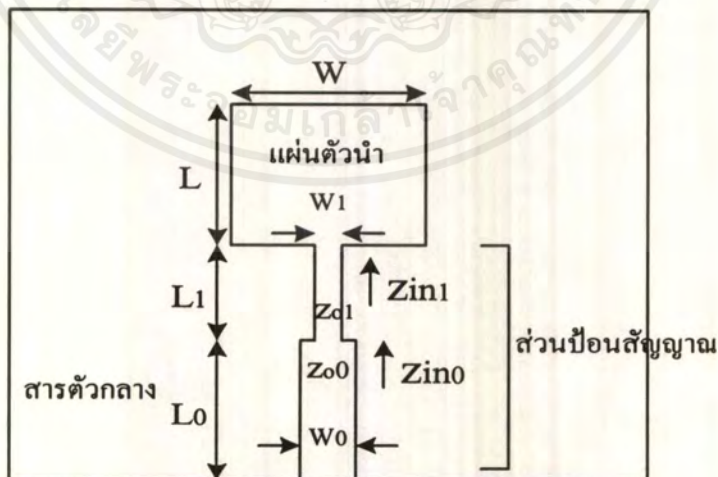 W
L
แผ่นตัวนำ
W1
L1
Zin1
Zo1
ส่วนป้อนสัญญาณ
Zo0
Zin0
สารตัวกลาง
L0
W0